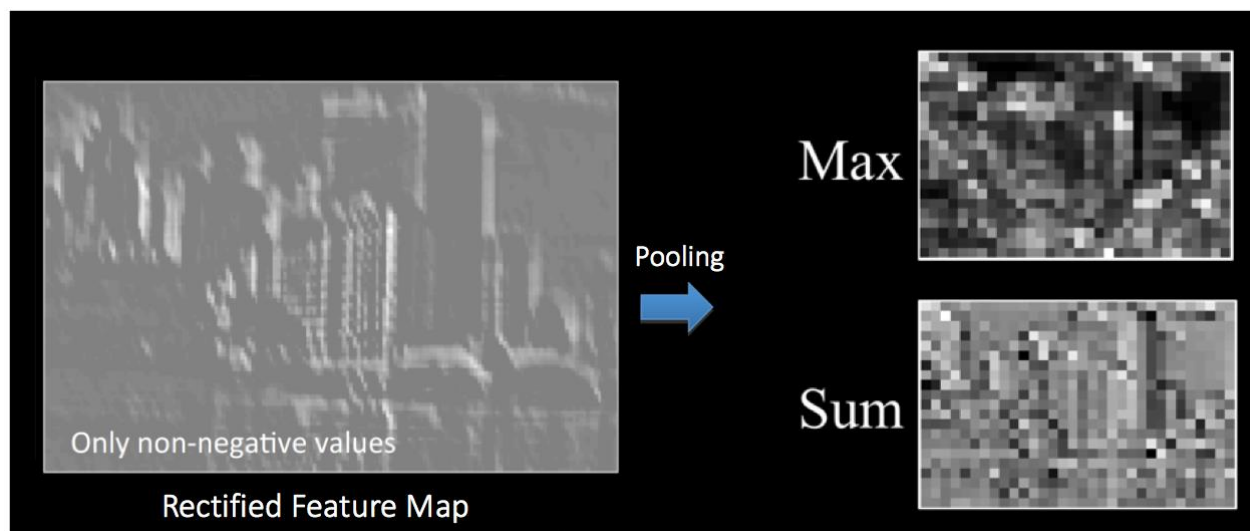 Max
Pooling
Sum
Only non-negative values
Rectified Feature Map